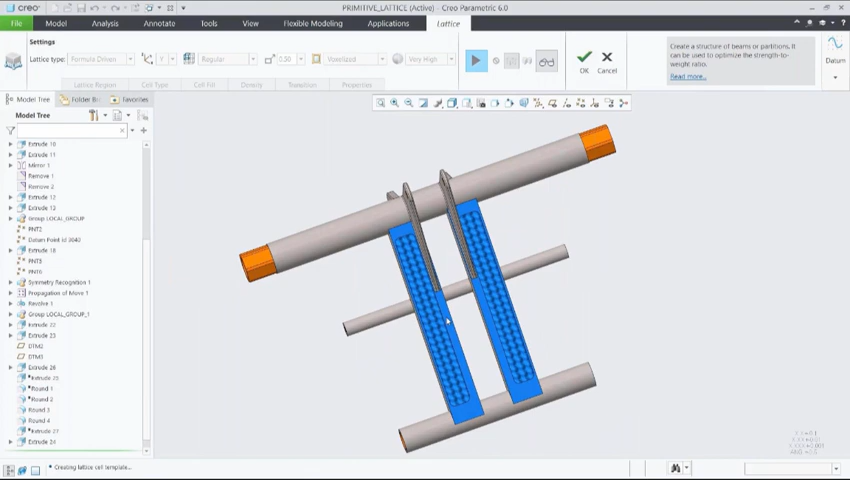 creo
PRIMITIVE_LATTICE (Active) - Creo Parametric 6.0
File
Model
Analysis
Annotate
Tools
View
Flexible Modeling
Applications
Lattice
Settings
Lattice type:
Formula Driven
Y
Regular
0,50
Voxelized
Very High
OK
Cancel
Create a structure of beams or partitions. It
can be used to optimize the strength-to-
weight ratio.
Read more...
Datum
Lattice Region
Cell Type
Cell Fill
Density
Transition
Properties
Model Tree
Folder B
Favorites
Model Tree
Extrude 10
Extrude 11
Mirror 1
Remove 1
Remove 2
Extrude 12
Extrude 13
Group LOCAL_GROUP
PNT2
Datum Point id 3040
Extrude 18
PNT5
PNT6
Symmetry Recognition 1
Propagation of Move 1
Revolve 1
Group LOCAL_GROUP_1
Extrude 22
Extrude 23
DTM2
DTM3
Extrude 26
Extrude 25
Round 1
Round 2
Round 3
Round 4
Extrude 27
Extrude 24
Creating lattice cell template...